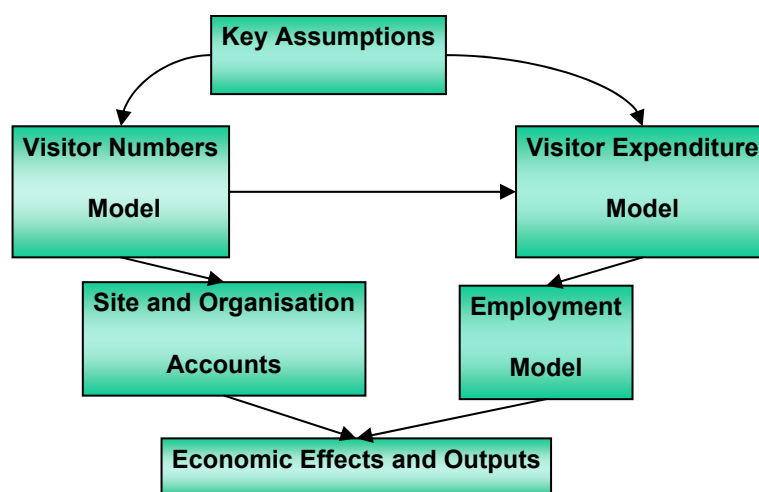 Key Assumptions
Visitor Numbers
Model
Visitor Expenditure
Model
Site and Organisation
Accounts
Employment
Model
Economic Effects and Outputs